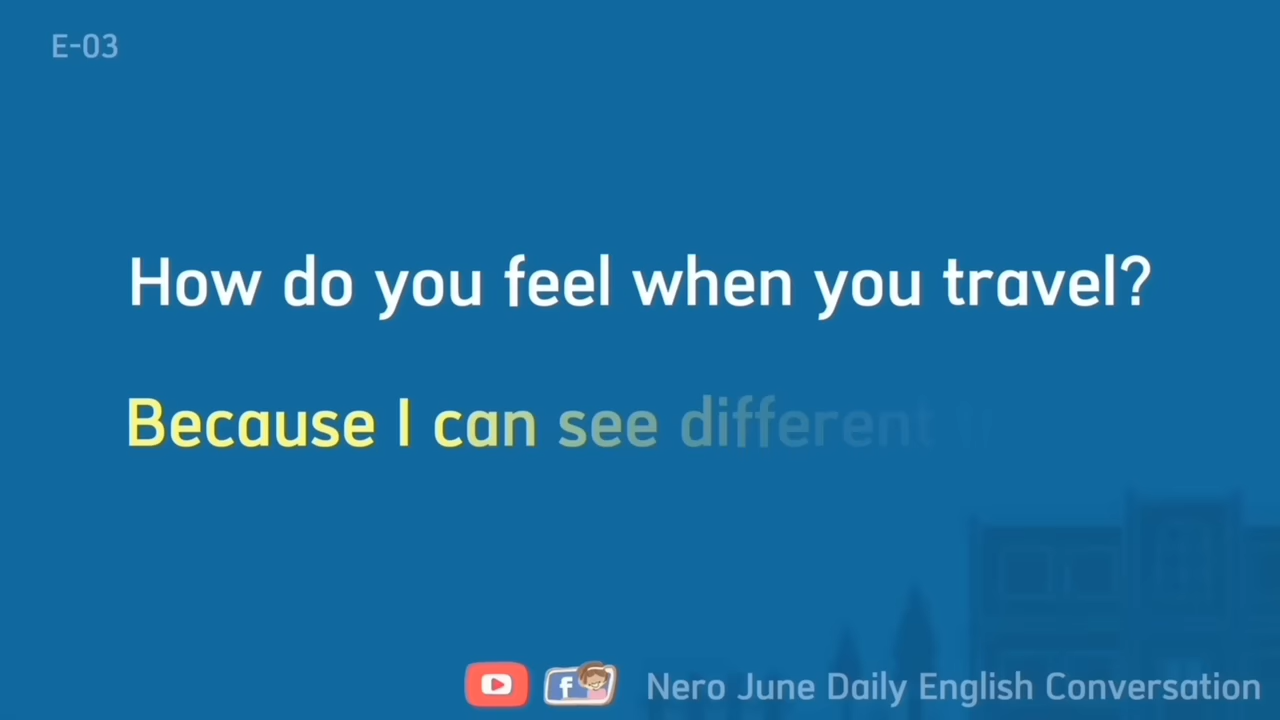 E-03
How do you feel when you travel?
Because I can see different
Nero June Daily English Conversation